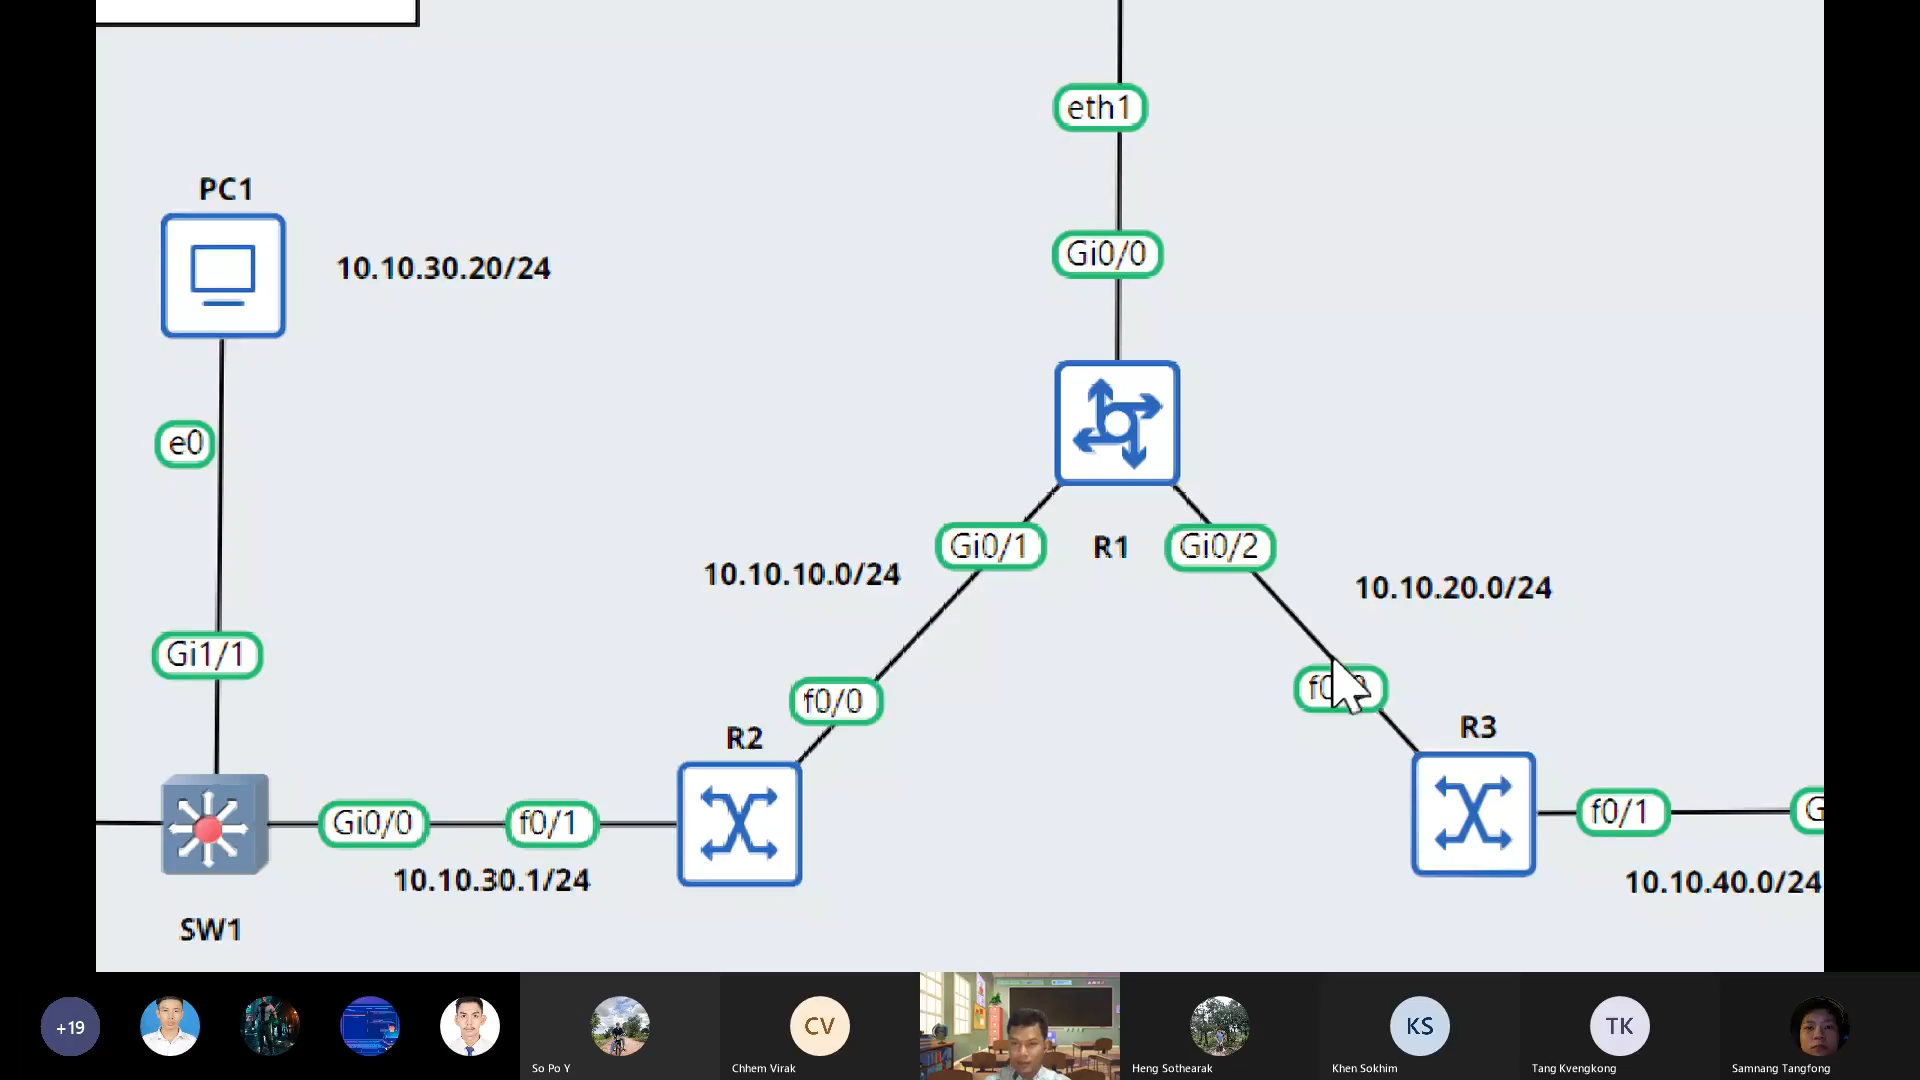 eth1
PC1
Gi0/0
10.10.30.20/24
e0
Gi0/1
R1
Gi0/2
10.10.10.0/24
10.10.20.0/24
Gi1/1
f0/0
R2
R3
Gi0/0
f0/1
f0/1
10.10.30.1/24
10.10.40.0/24
SW1
+19
CV
KS
TK
So Po Y
Chhem Virak
Heng Sothearak
Khen Sokhim
Tang Kvengkong
Samnang Tangfong